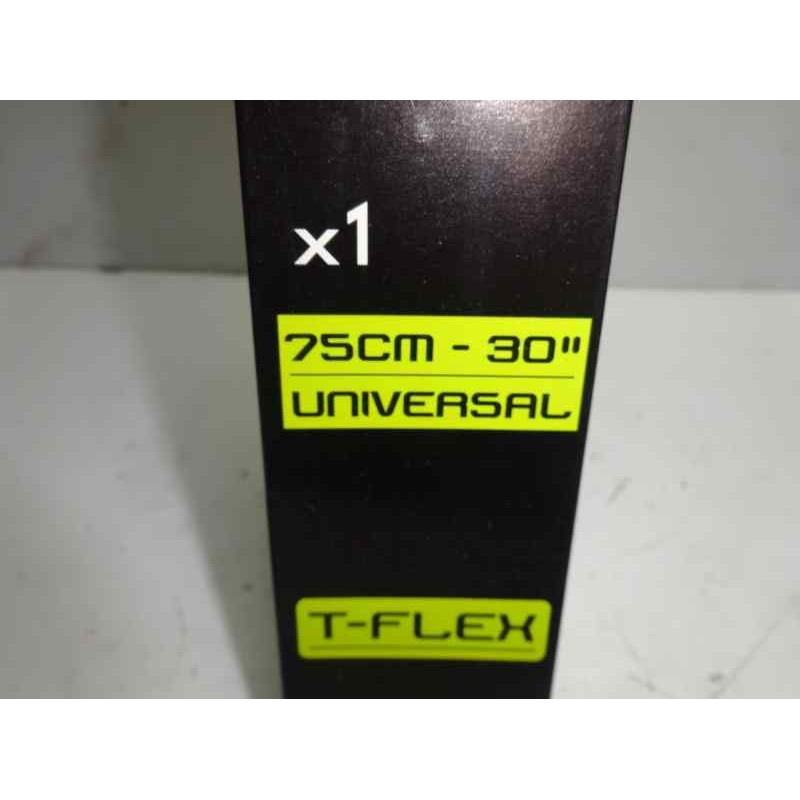 x1
75CM - 30"
UNIVERSAL
T-FLEX